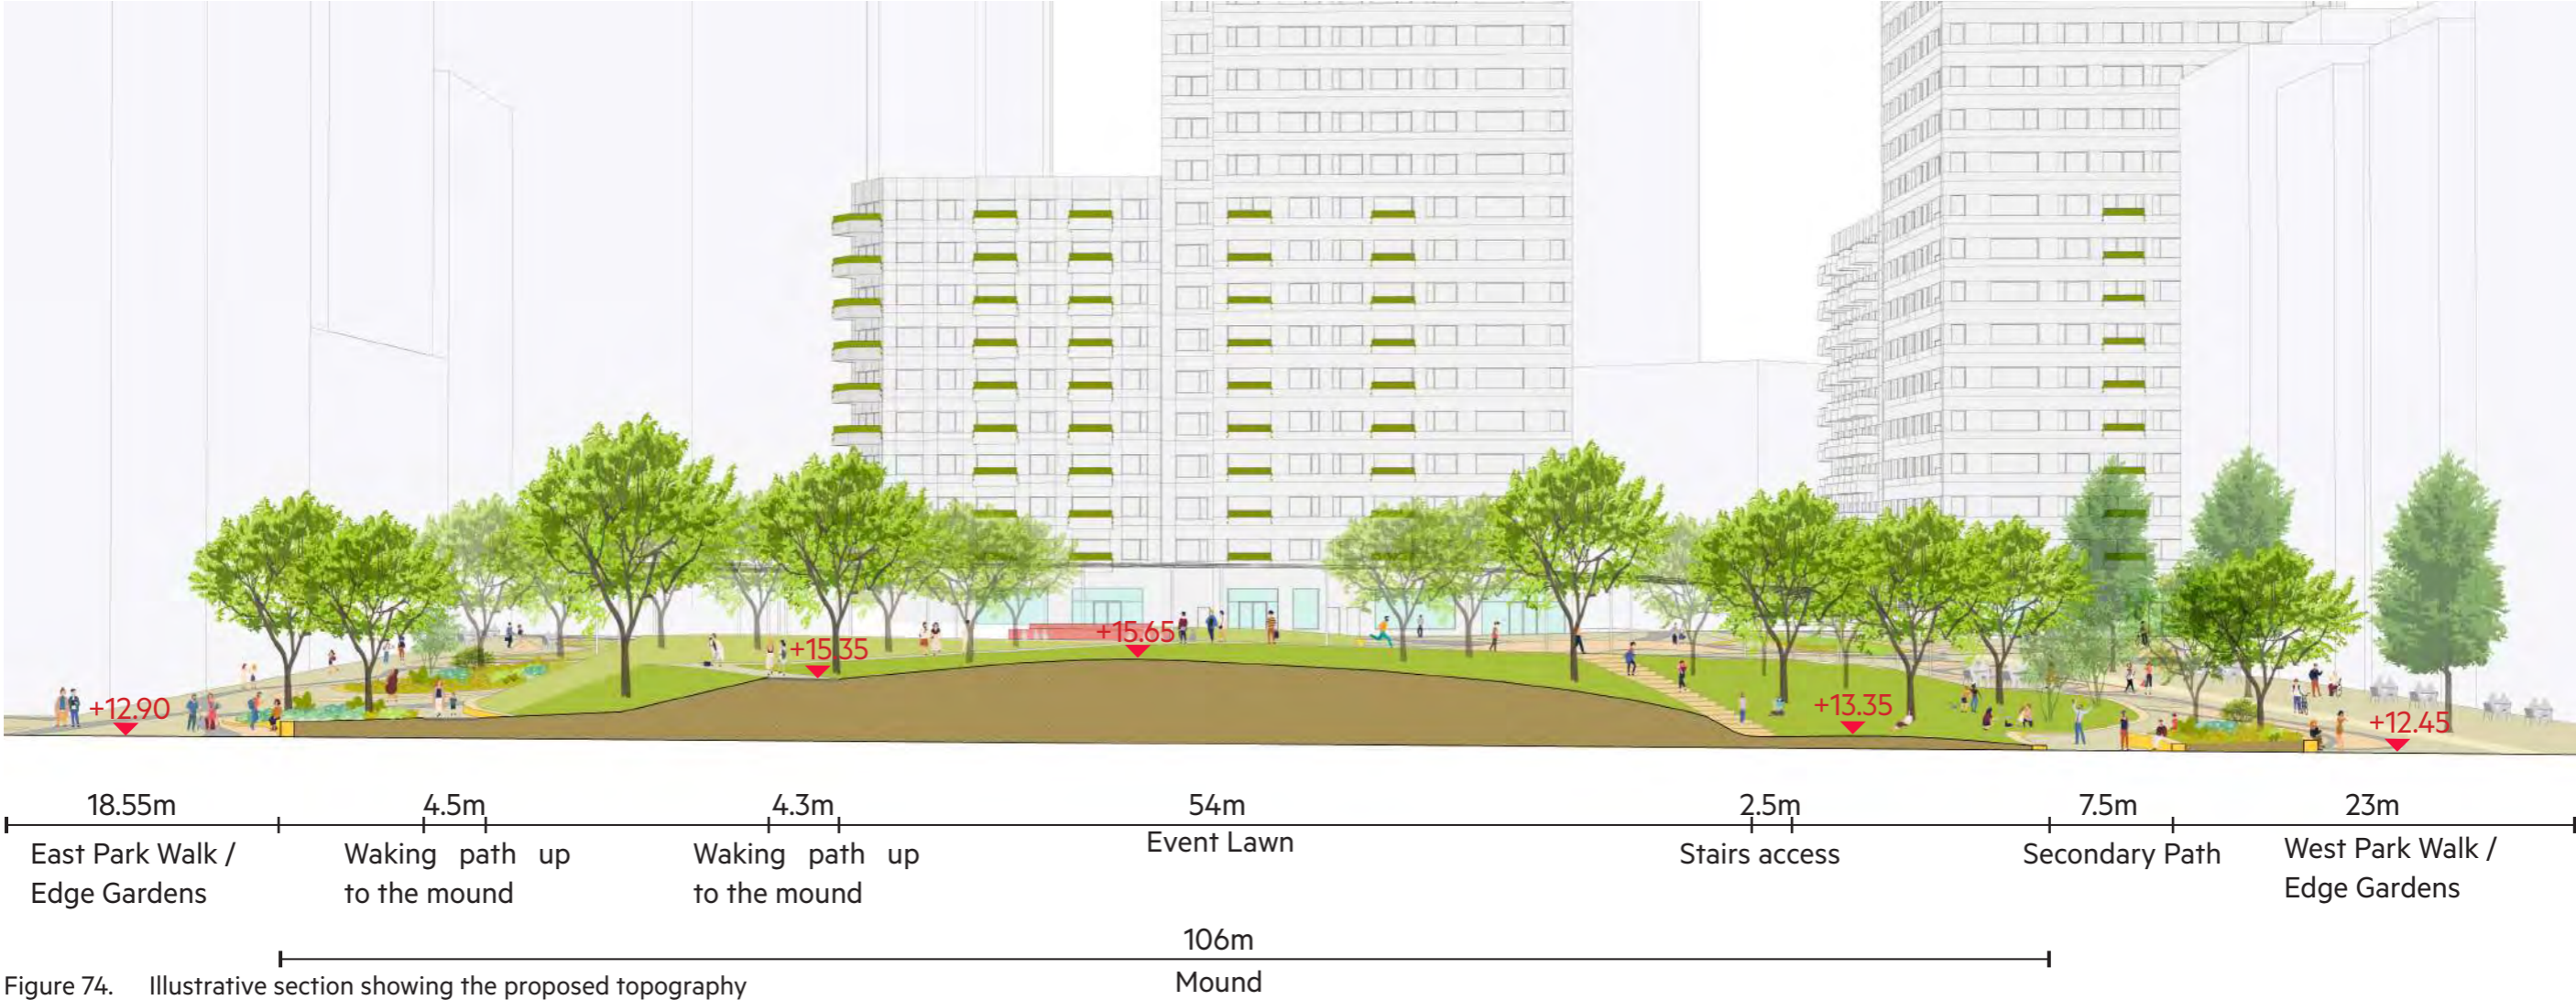 +15.65
+15.35
+12.90
+13.35
+12.45
18.55m
4.5m
4.3m
54m
2.5m
7.5m
23m
East Park Walk /
Edge Gardens
Waking path up
to the mound
Waking path up
to the mound
Event Lawn
Stairs access
Secondary Path
West Park Walk /
Edge Gardens
106m
Mound
Figure 74. Illustrative section showing the proposed topography